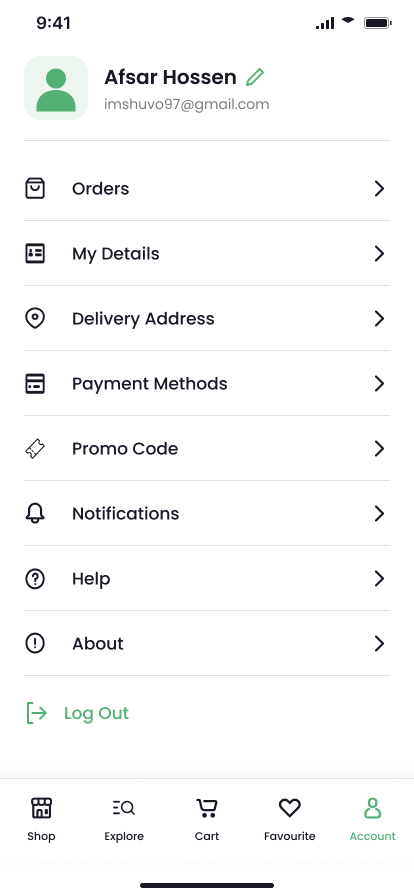 9:41
Afsar Hossen
imshuvo97@gmail.com
Orders
My Details
Delivery Address
Payment Methods
Promo Code
Notifications
Help
About
Log Out
Shop Explore Cart Favourite Account